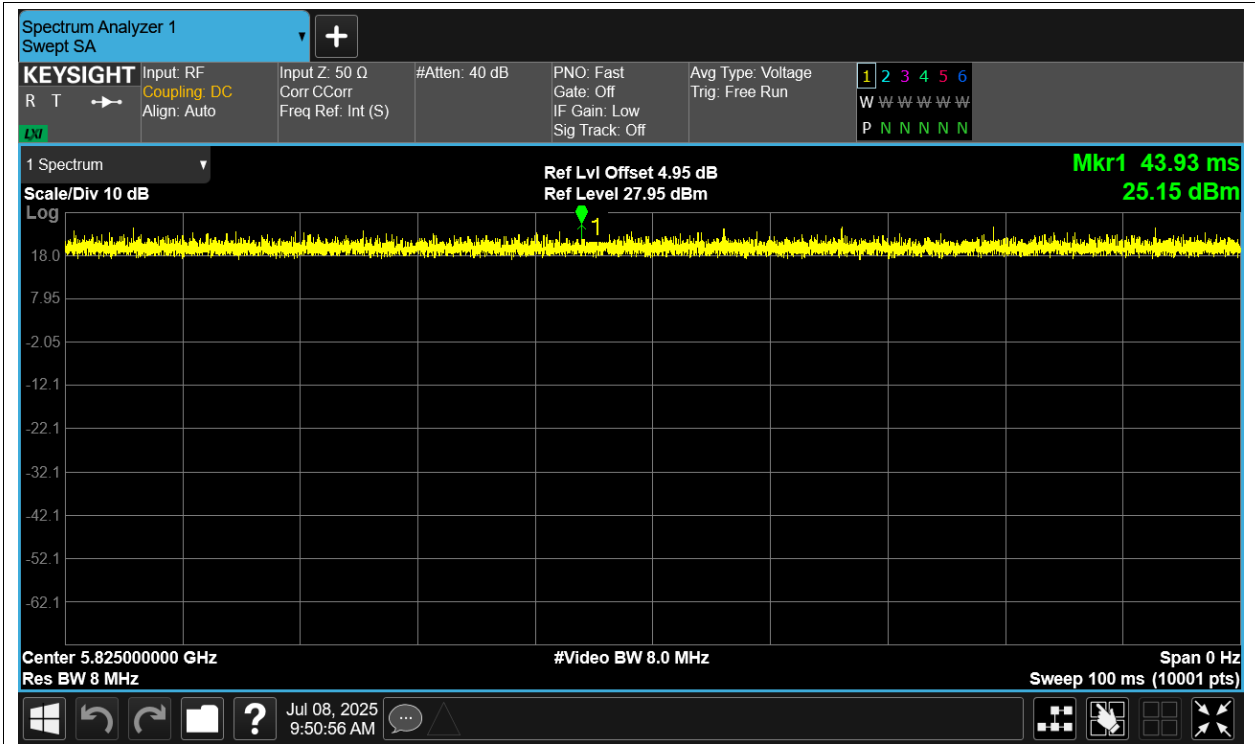 Spectrum Analyzer 1
Swept SA
KEYSIGHT
R T
LXI
Input: RF
Coupling: DC
Align: Auto
Input Z: 50 Ω
Corr CCorr
Freq Ref: Int (S)
#Atten: 40 dB
PNO: Fast
Gate: Off
IF Gain: Low
Sig Track: Off
Avg Type: Voltage
Trig: Free Run
1 2 3 4 5 6
W W W W W W
P N N N N N
1 Spectrum
Scale/Div 10 dB
Ref Lvl Offset 4.95 dB
Ref Level 27.95 dBm
Mkr1 43.93 ms
25.15 dBm
Log
1
18.0
7.95
-2.05
-12.1
-22.1
-32.1
-42.1
-52.1
-62.1
Center 5.825000000 GHz
Res BW 8 MHz
#Video BW 8.0 MHz
Span 0 Hz
Sweep 100 ms (10001 pts)
?
Jul 08, 2025
9:50:56 AM